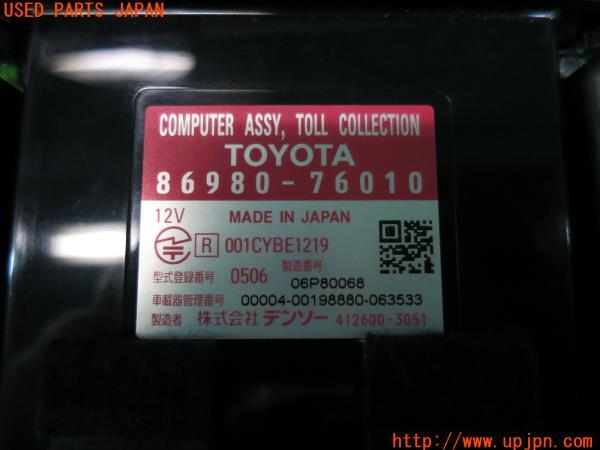 USED PARTS JAPAN
COMPUTER ASSY, TOLL COLLECTION
TOYOTA
86980-76010
12V MADE IN JAPAN
R 001CYBE1219
型式登録番号 0506 製造番号 06P80068
車載器管理番号 00004-00198880-063533
製造者 株式会社 デンソー 412600-3051
http://www.upjpn.com/